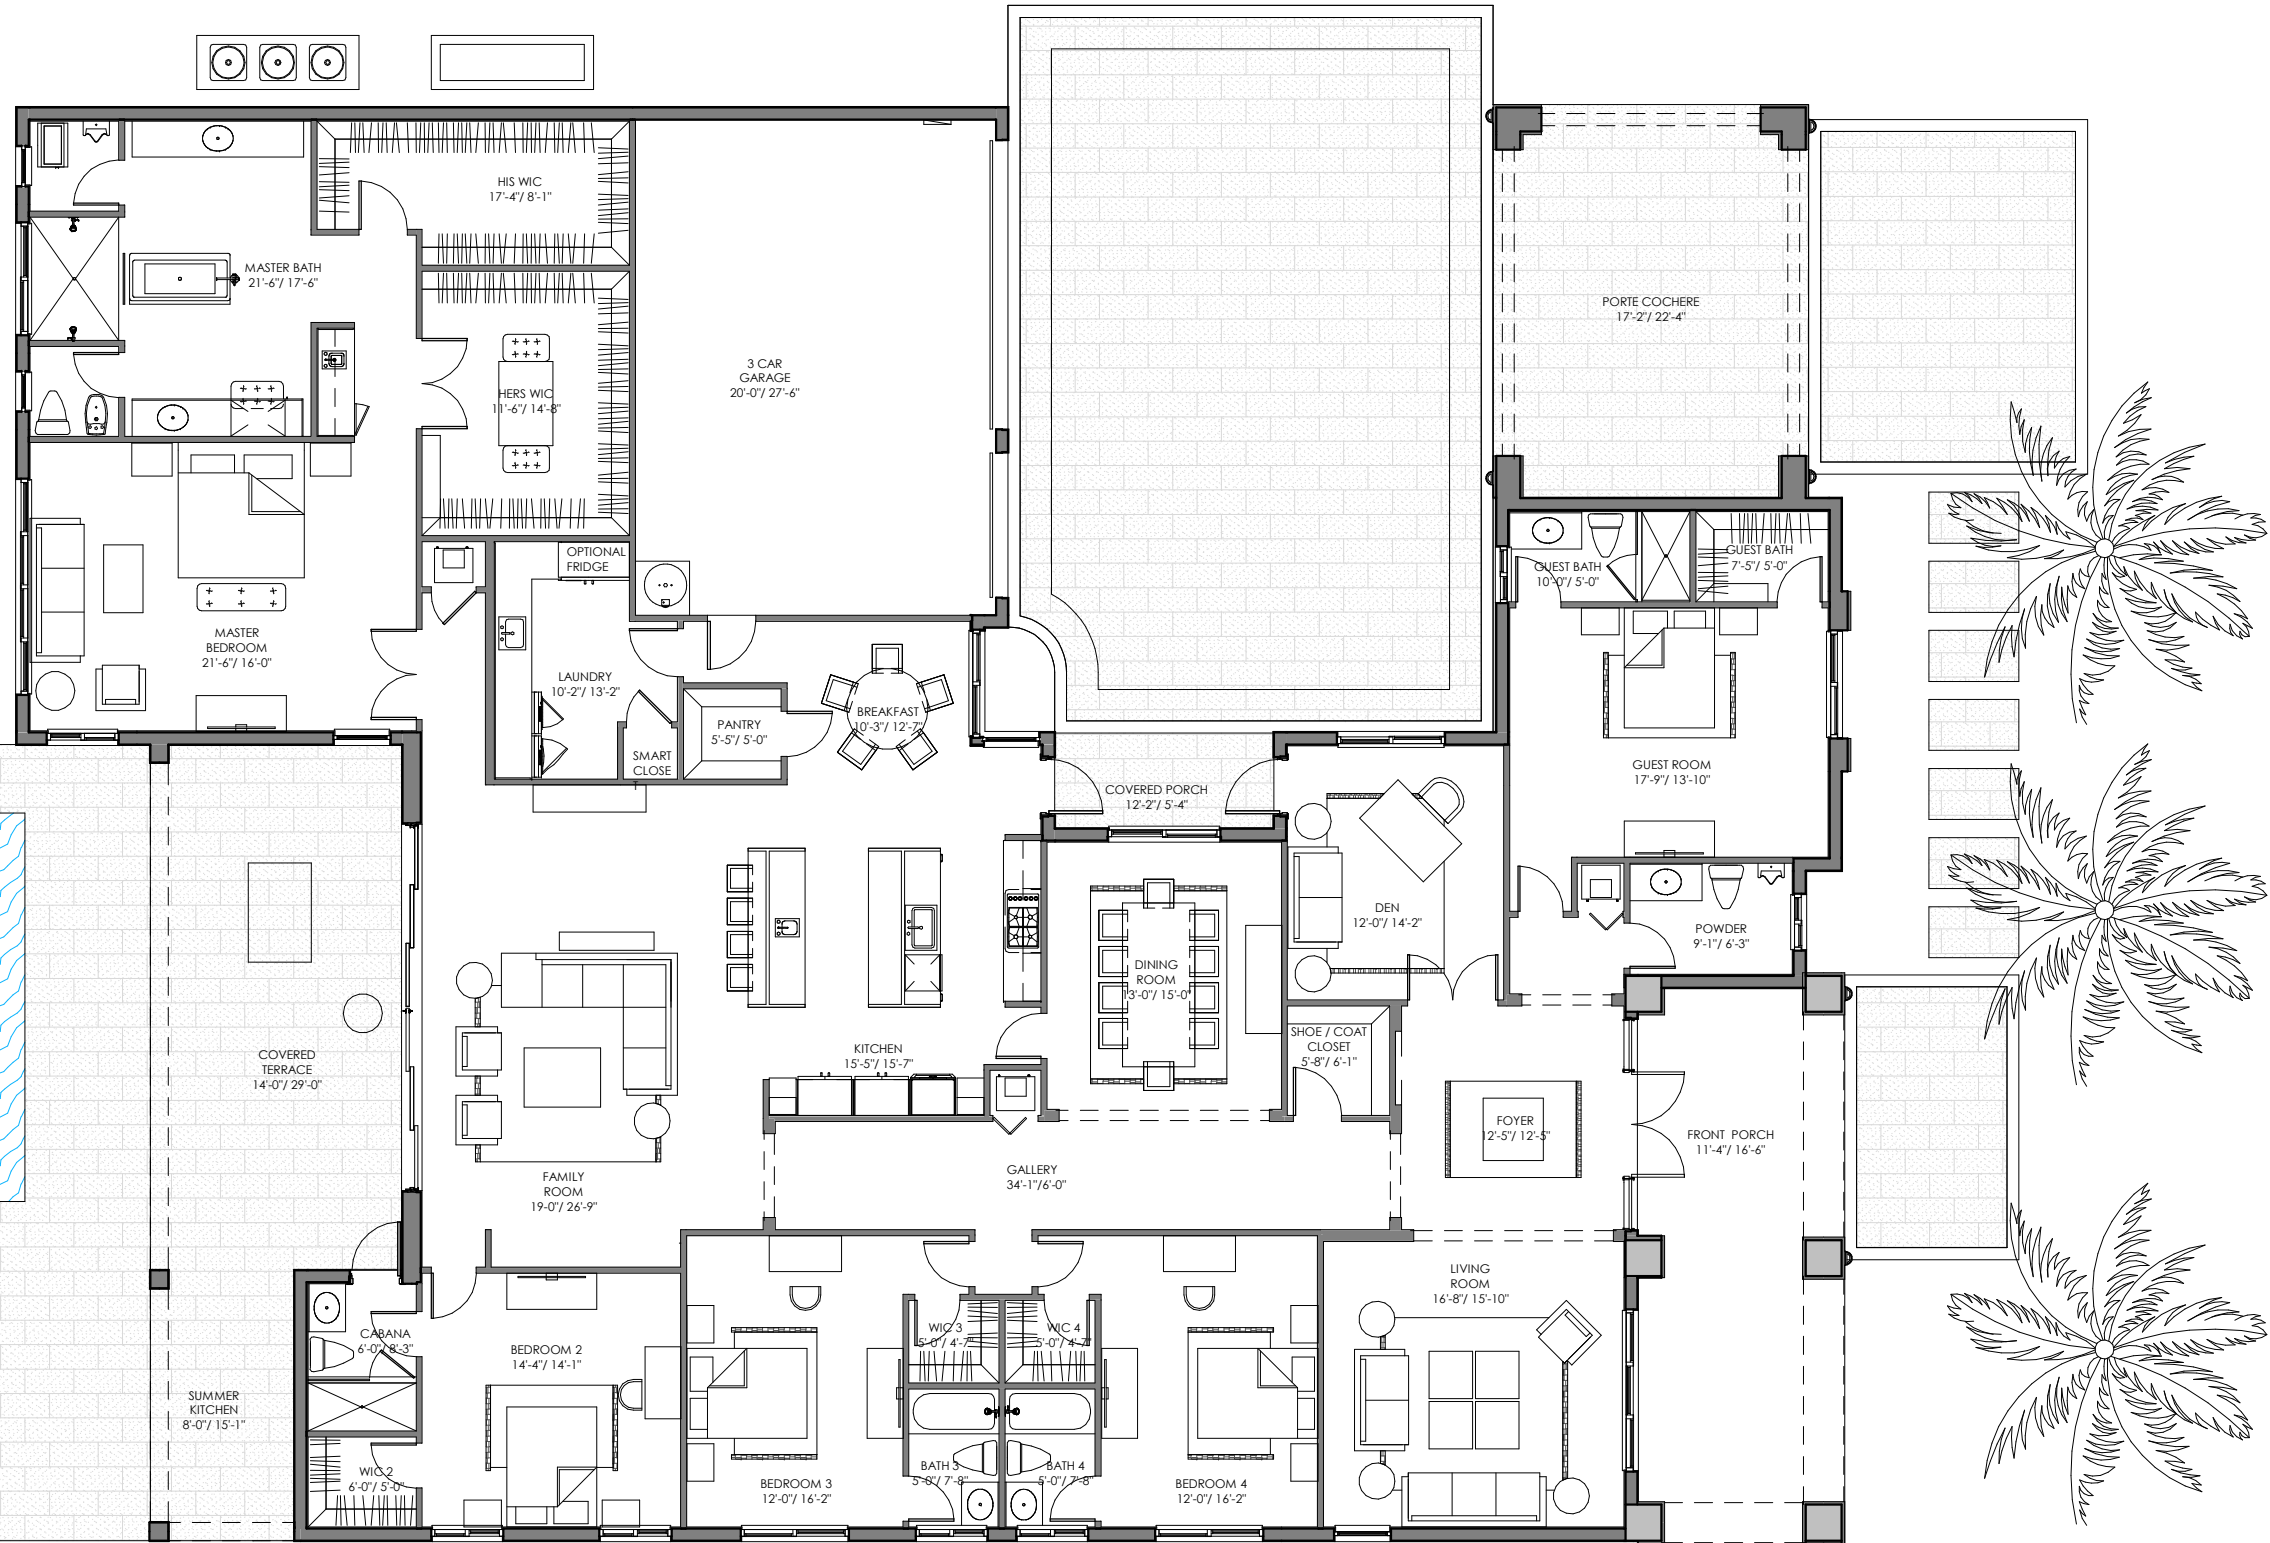 HIS WIC
17'-4"/ 8'-1"
MASTER BATH
21'-6"/ 17'-6"
PORTE COCHERE
17'-2"/ 22'-4"
3 CAR
GARAGE
20'-0"/ 27'-6"
HERS WIC
11'-6"/ 14'-8"
OPTIONAL
FRIDGE
GUEST BATH
10'-0"/ 5'-0"
GUEST BATH
7'-5"/ 5'-0"
MASTER
BEDROOM
21'-6"/ 16'-0"
LAUNDRY
10'-2"/ 13'-2"
PANTRY
5'-5"/ 5'-0"
BREAKFAST
10'-3"/ 12'-7"
SMART
CLOSE
T
COVERED PORCH
12'-2"/ 5'-4"
GUEST ROOM
17'-9"/ 13'-10"
DEN
12'-0"/ 14'-2"
POWDER
9'-1"/ 6'-3"
DINING
ROOM
13'-0"/ 15'-0"
SHOE / COAT
CLOSET
5'-8"/ 6'-1"
COVERED
TERRACE
14'-0"/ 29'-0"
KITCHEN
15'-5"/ 15'-7"
FOYER
12'-5"/ 12'-5"
FRONT PORCH
11'-4"/ 16'-6"
FAMILY
ROOM
19-0"/ 26'-9"
GALLERY
34'-1"/6'-0"
LIVING
ROOM
16'-8"/ 15'-10"
CABANA
6'-0"/ 8'-3"
BEDROOM 2
14'-4"/ 14'-1"
WIC 3
5'-0"/ 4'-7"
WIC 4
5'-0"/ 4'-7"
SUMMER
KITCHEN
8'-0"/ 15'-1"
WIC 2
6'-0"/ 5'-0"
BEDROOM 3
12'-0"/ 16'-2"
BATH 3
5'-0"/ 7'-8"
BATH 4
5'-0"/ 7'-8"
BEDROOM 4
12'-0"/ 16'-2"